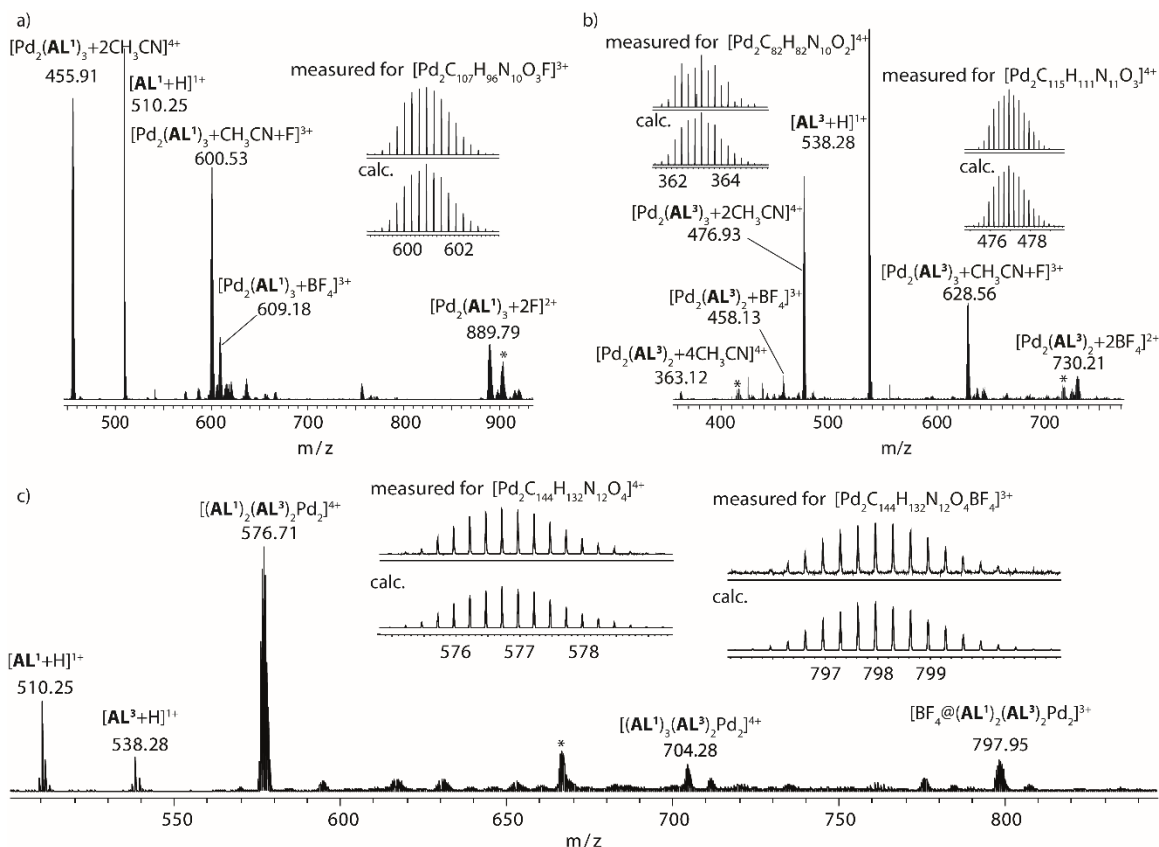 a)
[Pd₂(AL¹)₃+2CH₃CN]⁴⁺
455.91
[AL¹+H]¹⁺
510.25
[Pd₂(AL¹)₃+CH₃CN+F]³⁺
600.53
measured for [Pd₂C₁₀₇H₉₆N₁₀O₃F]³⁺
calc.
600 602
[Pd₂(AL¹)₃+BF₄]³⁺
609.18
[Pd₂(AL¹)₃+2F]²⁺
889.79
*
500 600 700 800 900
m/z
b)
measured for [Pd₂C₈₂H₈₂N₁₀O₂]⁴⁺
calc.
362 364
[AL³+H]¹⁺
538.28
measured for [Pd₂C₁₁₅H₁₁₁N₁₁O₃]⁴⁺
calc.
476 478
[Pd₂(AL³)₃+2CH₃CN]⁴⁺
476.93
[Pd₂(AL³)₂+BF₄]³⁺
458.13
[Pd₂(AL³)₂+4CH₃CN]⁴⁺
363.12
*
[Pd₂(AL³)₃+CH₃CN+F]³⁺
628.56
[Pd₂(AL³)₂+2BF₄]²⁺
730.21
*
400 500 600 700
m/z
c)
[(AL¹)₂(AL³)₂Pd₂]⁴⁺
576.71
measured for [Pd₂C₁₄₄H₁₃₂N₁₂O₄]⁴⁺
calc.
576 577 578
measured for [Pd₂C₁₄₄H₁₃₂N₁₂O₄BF₄]³⁺
calc.
797 798 799
[AL¹+H]¹⁺
510.25
[AL³+H]¹⁺
538.28
*
[(AL¹)₃(AL³)₂Pd₂]⁴⁺
704.28
[BF₄@(AL¹)₂(AL³)₂Pd₂]³⁺
797.95
550 600 650 700 750 800
m/z